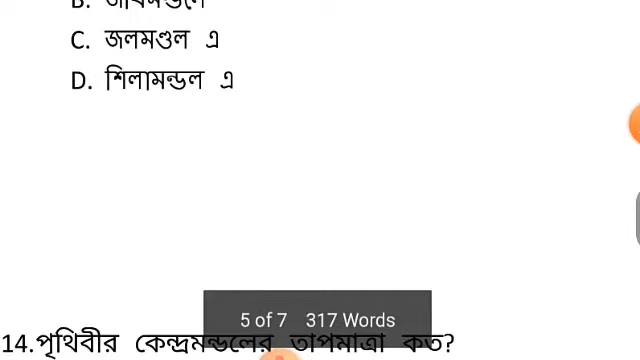 B.
C. জলমণ্ডল এ
D. শিলামন্ডল এ
5 of 7 317 Words
14.পৃথিবীর কেন্দ্রমন্ডলের তাপমাত্রা কত?